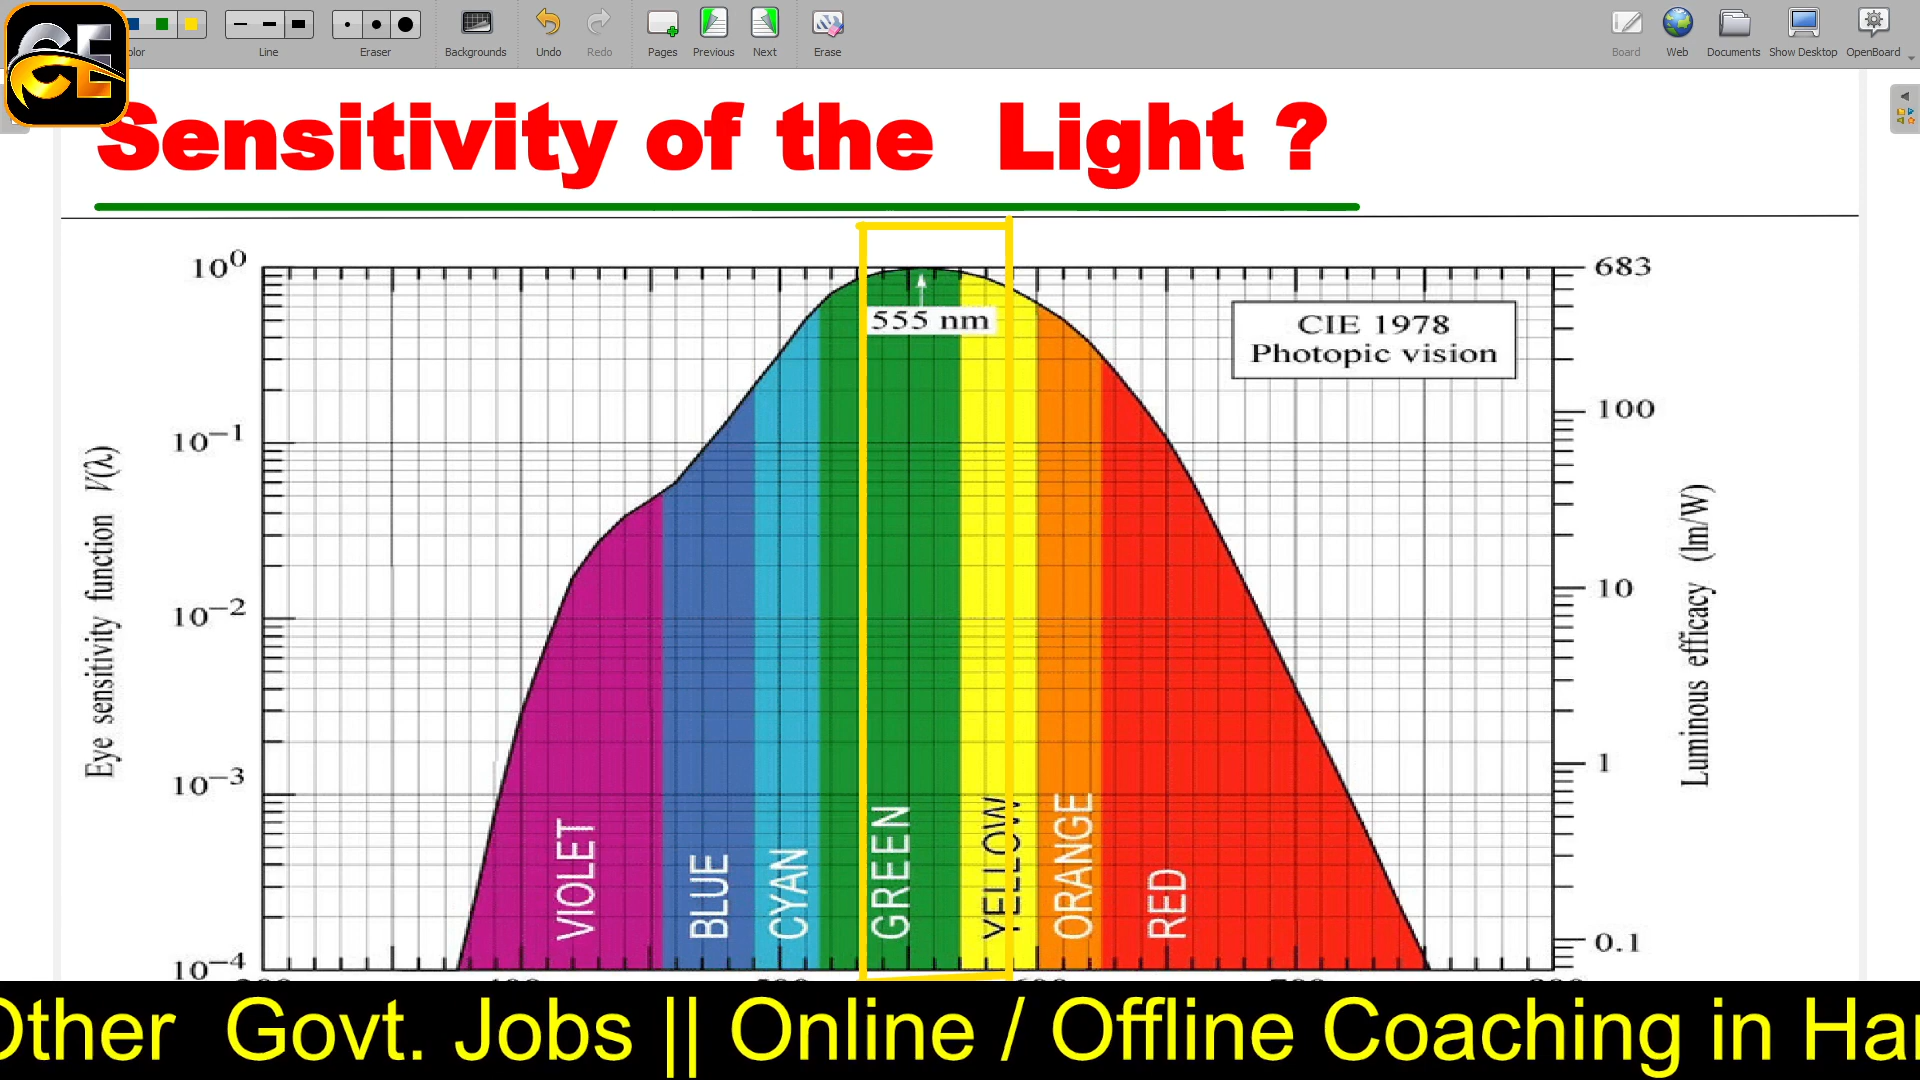 CE
Line
Eraser
Backgrounds
Undo
Redo
Pages
Previous
Next
Erase
Board
Web
Documents
Show Desktop
OpenBoard
Sensitivity of the Light ?
10⁰
10⁻¹
10⁻²
10⁻³
10⁻⁴
Eye sensitivity function V(λ)
555 nm
CIE 1978
Photopic vision
683
100
10
1
0.1
Luminous efficacy (lm/W)
VIOLET
BLUE
CYAN
GREEN
YELLOW
ORANGE
RED
Other Govt. Jobs || Online / Offline Coaching in